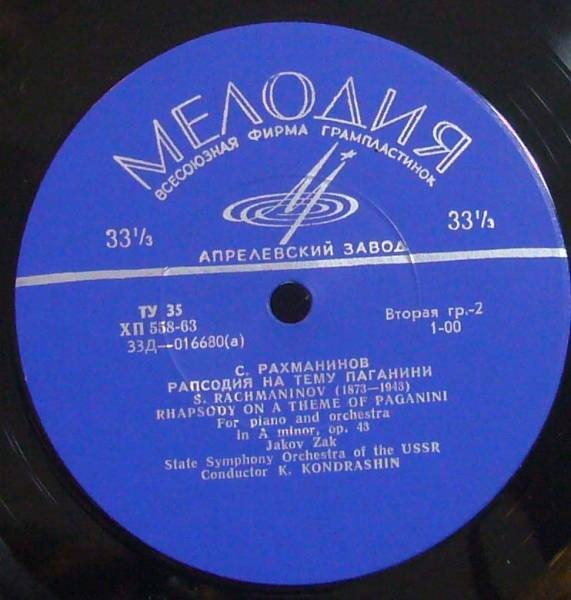 МЕЛОДИЯ
ВСЕСОЮЗНАЯ ФИРМА ГРАМПЛАСТИНОК
33⅓
33⅓
АПРЕЛЕВСКИЙ ЗАВОД
ТУ 35
ХП 558-63
33Д—016680(а)
Вторая гр.-2
1-00
С. РАХМАНИНОВ
РАПСОДИЯ НА ТЕМУ ПАГАНИНИ
S. RACHMANINOV (1873—1943)
RHAPSODY ON A THEME OF PAGANINI
For piano and orchestra
in A minor, op. 43
Jakov Zak
State Symphony Orchestra of the USSR
Conductor K. KONDRASHIN